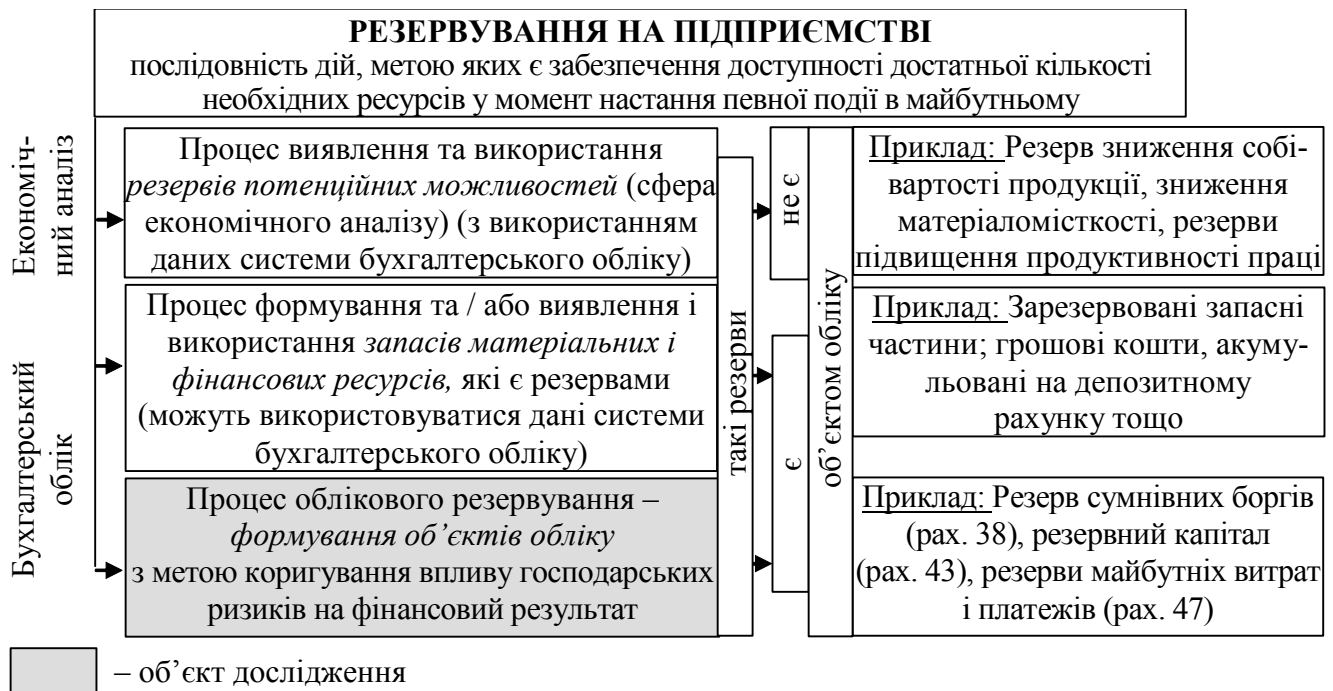 РЕЗЕРВУВАННЯ НА ПІДПРИЄМСТВІ
послідовність дій, метою яких є забезпечення доступності достатньої кількості
необхідних ресурсів у момент настання певної події в майбутньому
Економіч-
ний аналіз
Процес виявлення та використання
резервів потенційних можливостей (сфера
економічного аналізу) (з використанням
даних системи бухгалтерського обліку)
Бухгалтерський
облік
Процес формування та / або виявлення і
використання запасів матеріальних і
фінансових ресурсів, які є резервами
(можуть використовуватися дані системи
бухгалтерського обліку)
Процес облікового резервування –
формування об’єктів обліку
з метою коригування впливу господарських
ризиків на фінансовий результат
такі резерви
не є
є
об’єктом обліку
Приклад: Резерв зниження собі-
вартості продукції, зниження
матеріаломісткості, резерви
підвищення продуктивності праці
Приклад: Зарезервовані запасні
частини; грошові кошти, акуму-
льовані на депозитному
рахунку тощо
Приклад: Резерв сумнівних боргів
(рах. 38), резервний капітал
(рах. 43), резерви майбутніх витрат
і платежів (рах. 47)
– об’єкт дослідження